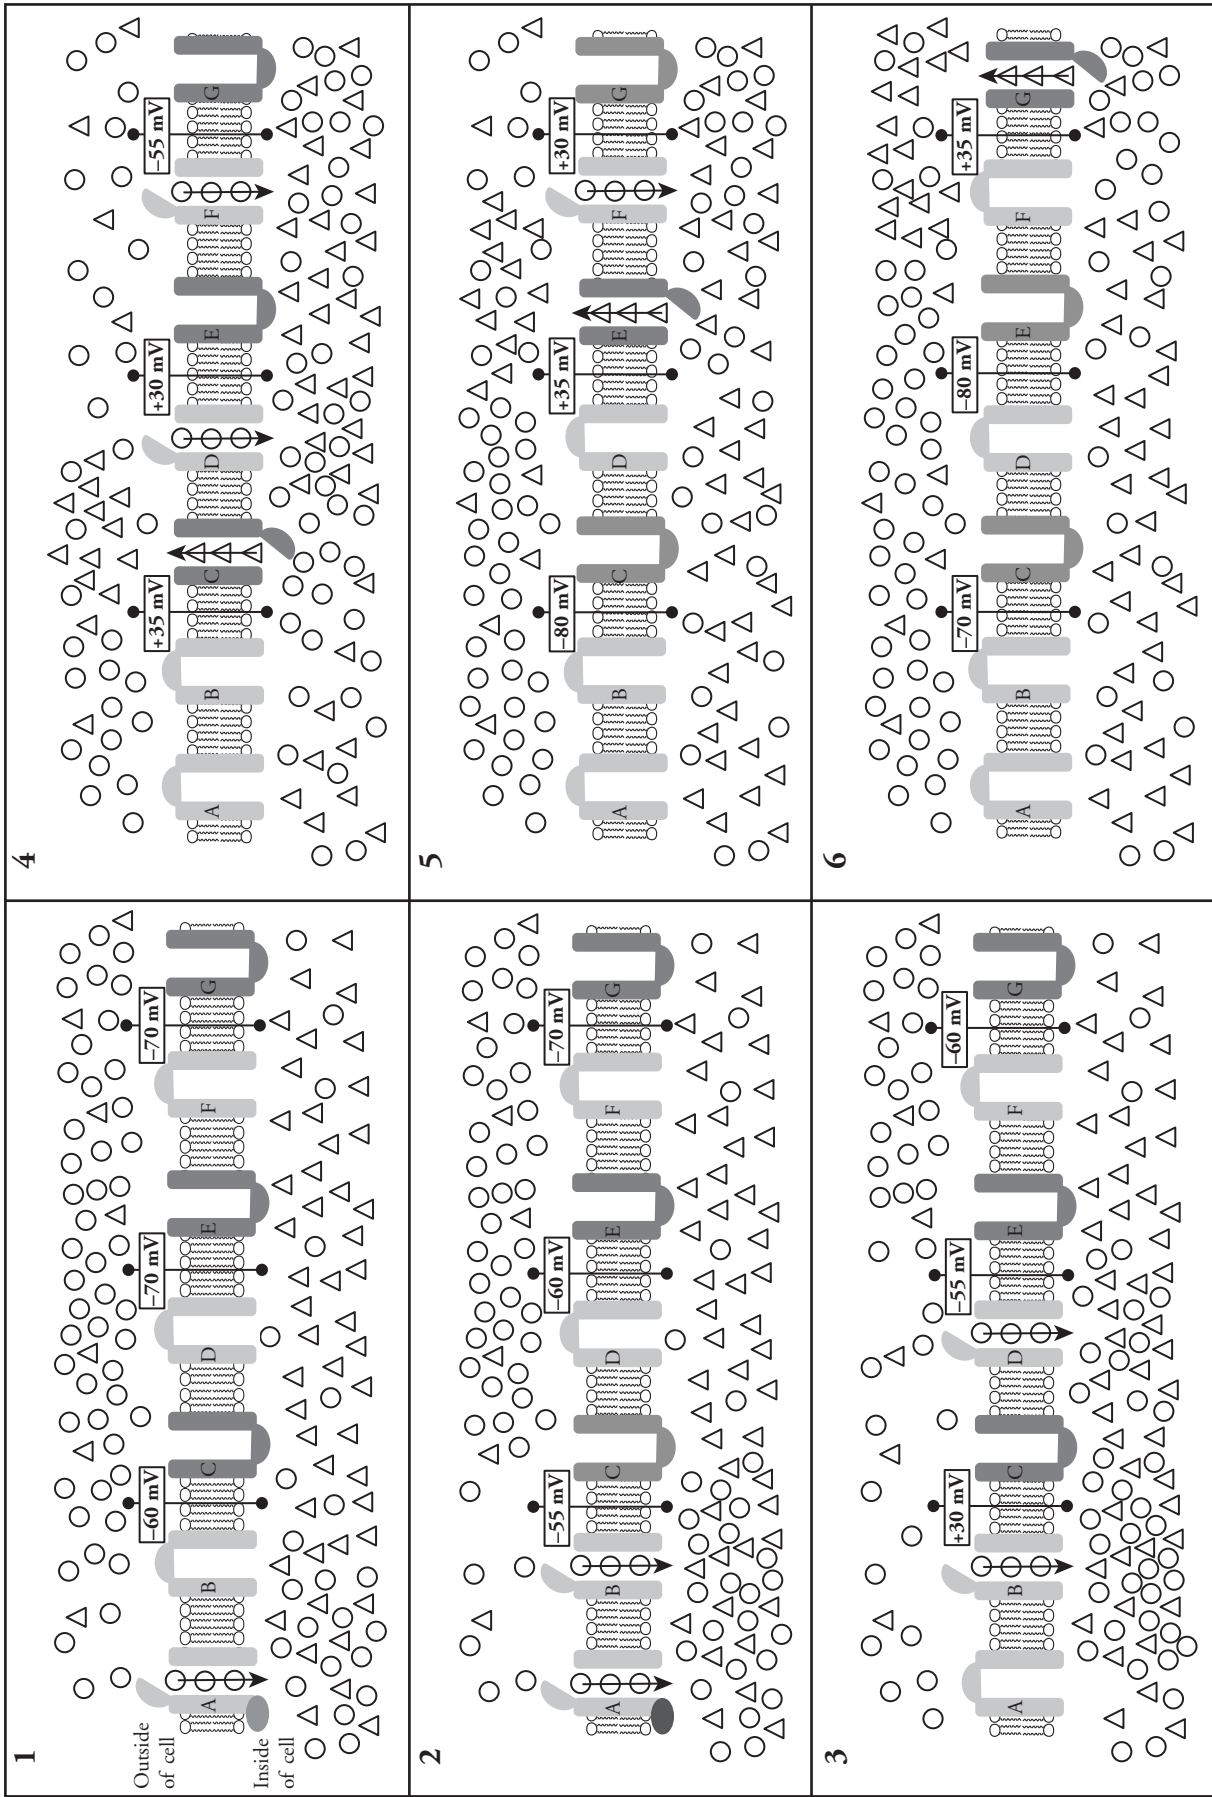 1
Outside
of cell
Inside
of cell
–60 mV
–70 mV
–70 mV
A
B
C
D
E
F
G
2
–55 mV
–60 mV
–70 mV
A
B
C
D
E
F
G
3
+30 mV
–55 mV
–60 mV
A
B
C
D
E
F
G
4
+35 mV
+30 mV
–55 mV
A
B
C
D
E
F
G
5
–80 mV
+35 mV
+30 mV
A
B
C
D
E
F
G
6
–70 mV
–80 mV
+35 mV
A
B
C
D
E
F
G